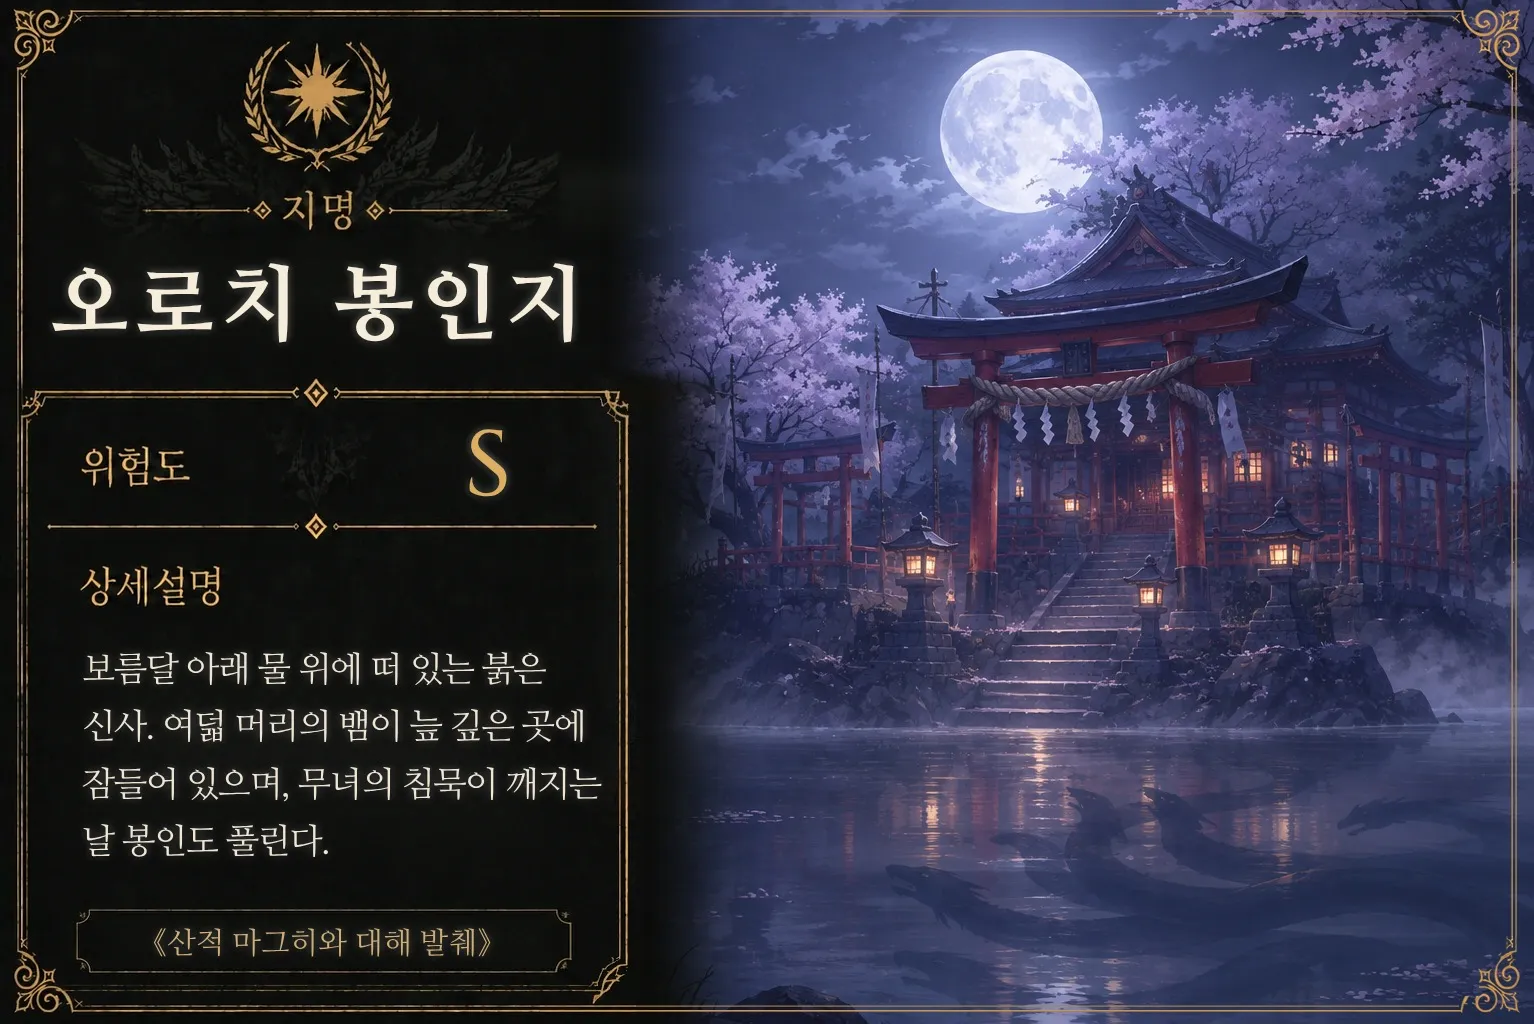 지명
오로치 봉인지
위험도
S
상세설명
보름달 아래 물 위에 떠 있는 붉은
신사. 여덟 머리의 뱀이 늪 깊은 곳에
잠들어 있으며, 무녀의 침묵이 깨지는
날 봉인도 풀린다.
《산적 마그히와 대해 발췌》